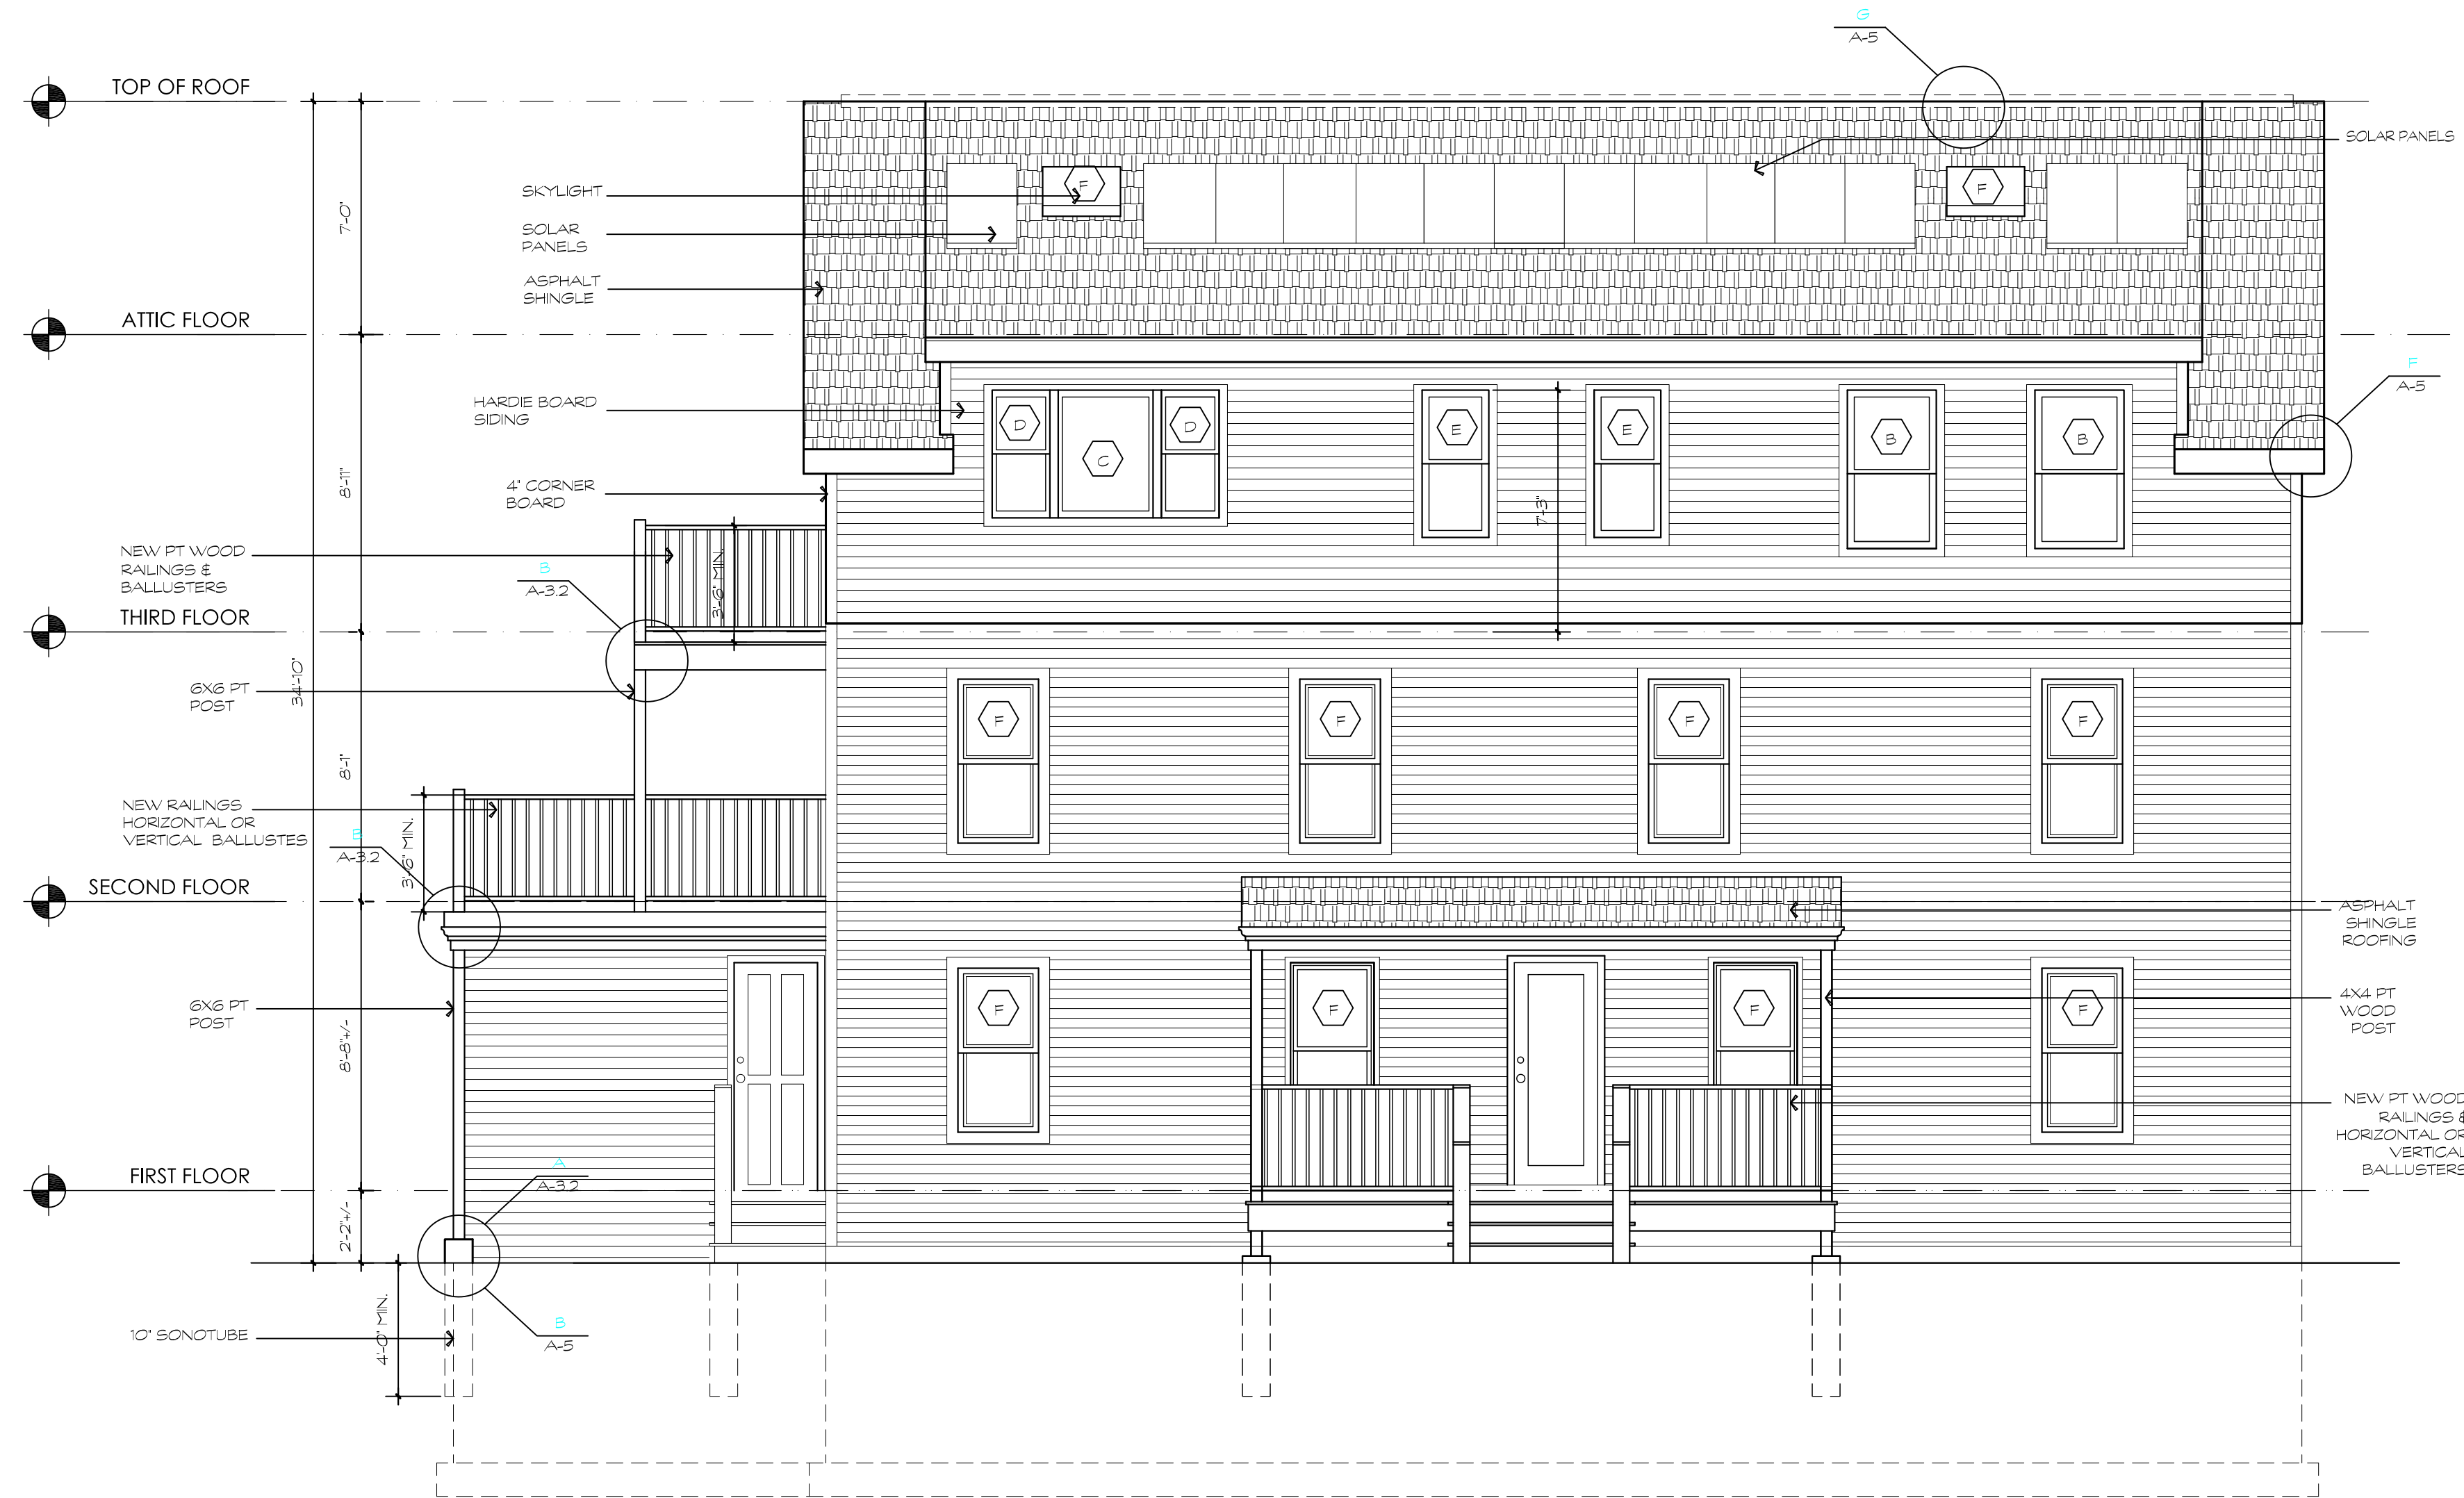 G
A-5
TOP OF ROOF
SOLAR PANELS
SKYLIGHT
F
F
7'-0"
SOLAR
PANELS
ASPHALT
SHINGLE
ATTIC FLOOR
F
A-5
HARDIE BOARD
SIDING
D
C
D
E
E
B
B
8'-11"
4" CORNER
BOARD
7'-3"
NEW PT WOOD
RAILINGS &
BALLUSTERS
3'-6" MIN.
B
A-3.2
THIRD FLOOR
34'-10"
6X6 PT
POST
F
F
F
F
8'-1"
NEW RAILINGS
HORIZONTAL OR
VERTICAL BALLUSTES
E
A-3.2
3'-6" MIN.
SECOND FLOOR
ASPHALT
SHINGLE
ROOFING
6X6 PT
POST
F
F
F
F
4X4 PT
WOOD
POST
8'-8"+/-
NEW PT WOOD
RAILINGS &
HORIZONTAL OR
VERTICAL
BALLUSTERS
FIRST FLOOR
A
A-3.2
2'-2"+/-
4'-0" MIN.
10" SONOTUBE
B
A-5